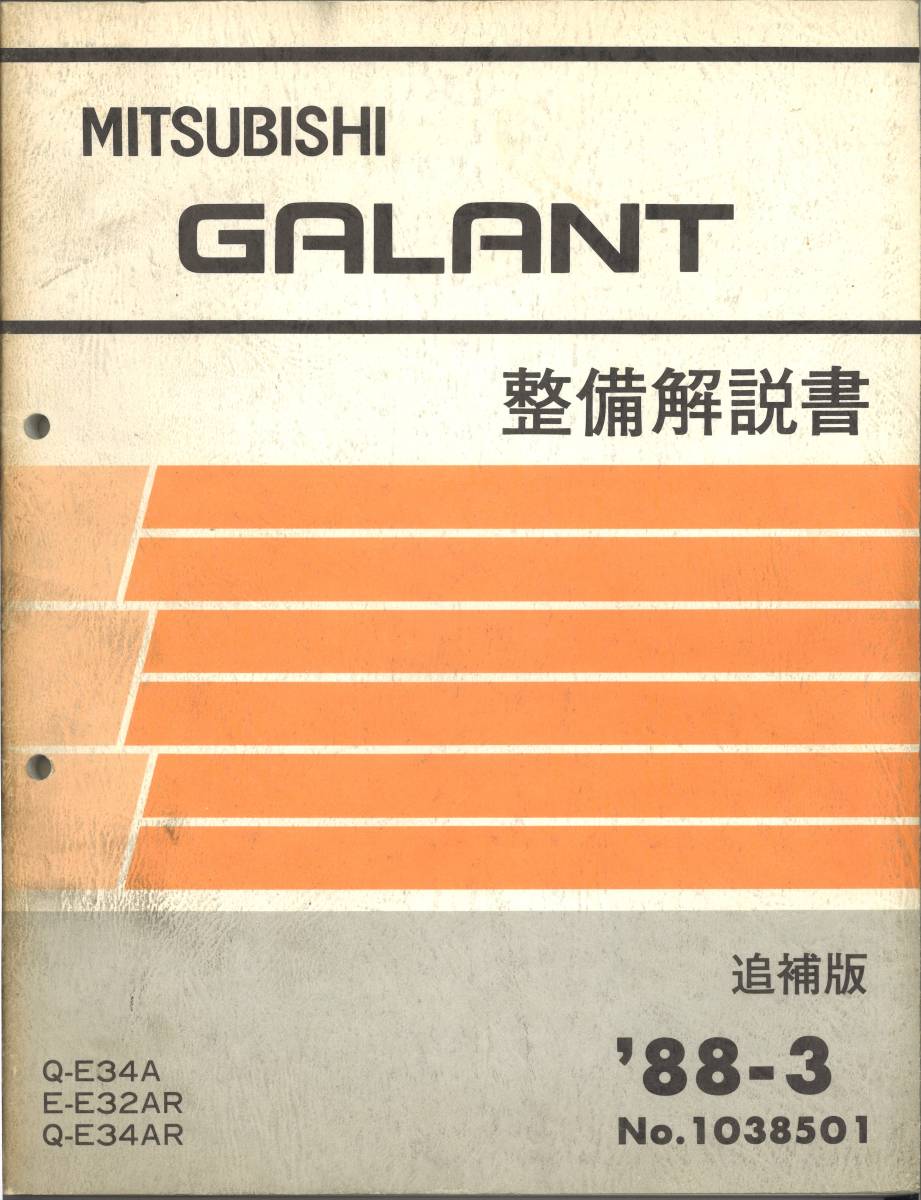 MITSUBISHI
GALANT
整備解説書
追補版
'88-3
No.1038501
Q-E34A
E-E32AR
Q-E34AR